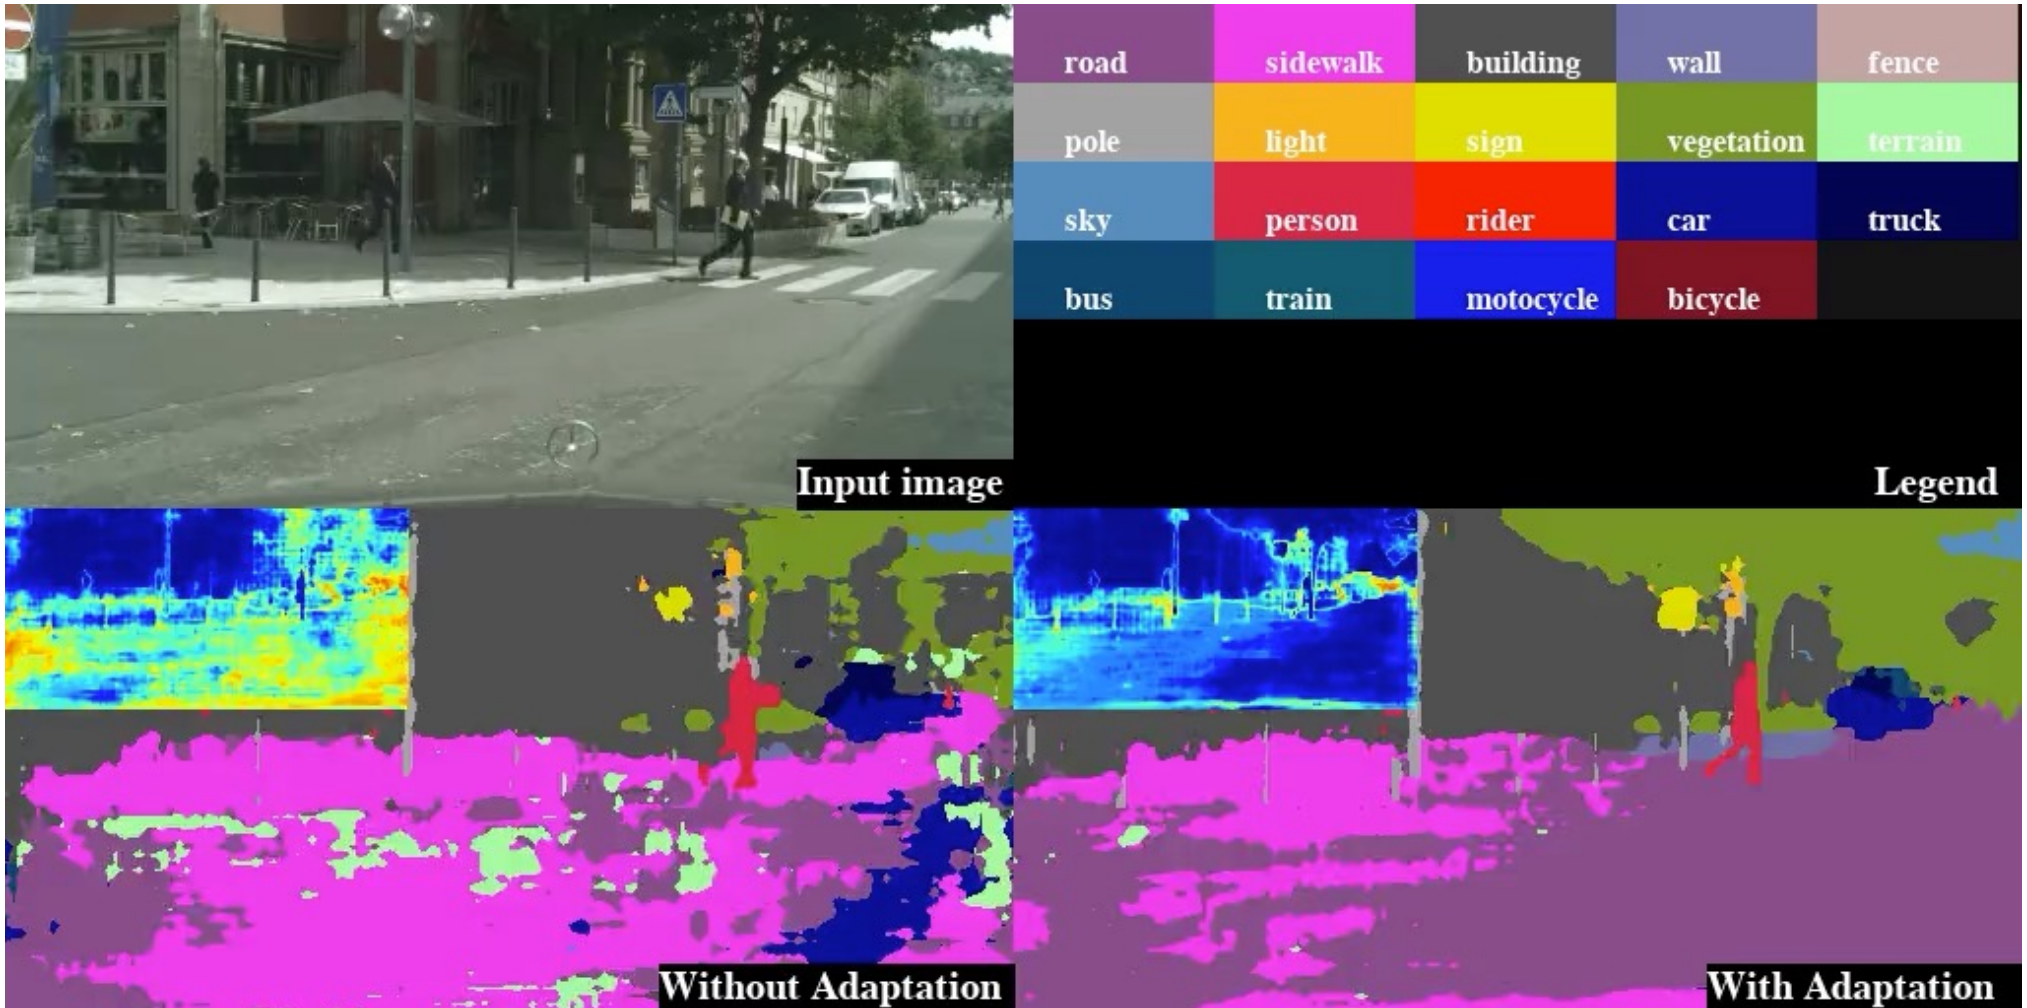 road sidewalk building wall fence
pole light sign vegetation terrain
sky person rider car truck
bus train motocycle bicycle
Input image
Legend
Without Adaptation
With Adaptation